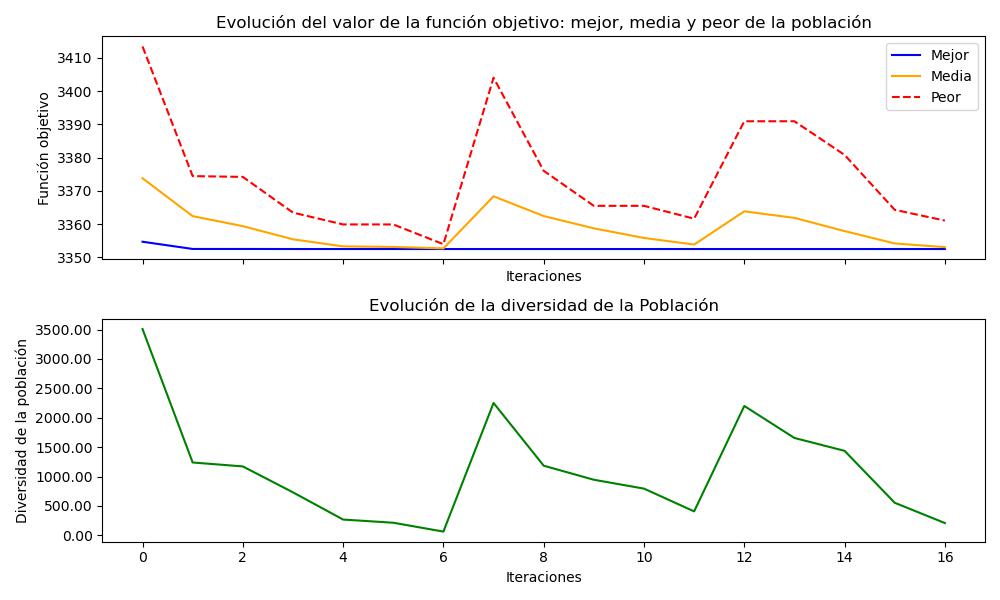 Evolución del valor de la función objetivo: mejor, media y peor de la población
Función objetivo
3410
3400
3390
3380
3370
3360
3350
Mejor
Media
Peor
Iteraciones
Evolución de la diversidad de la Población
Diversidad de la población
3500.00
3000.00
2500.00
2000.00
1500.00
1000.00
500.00
0.00
0 2 4 6 8 10 12 14 16
Iteraciones